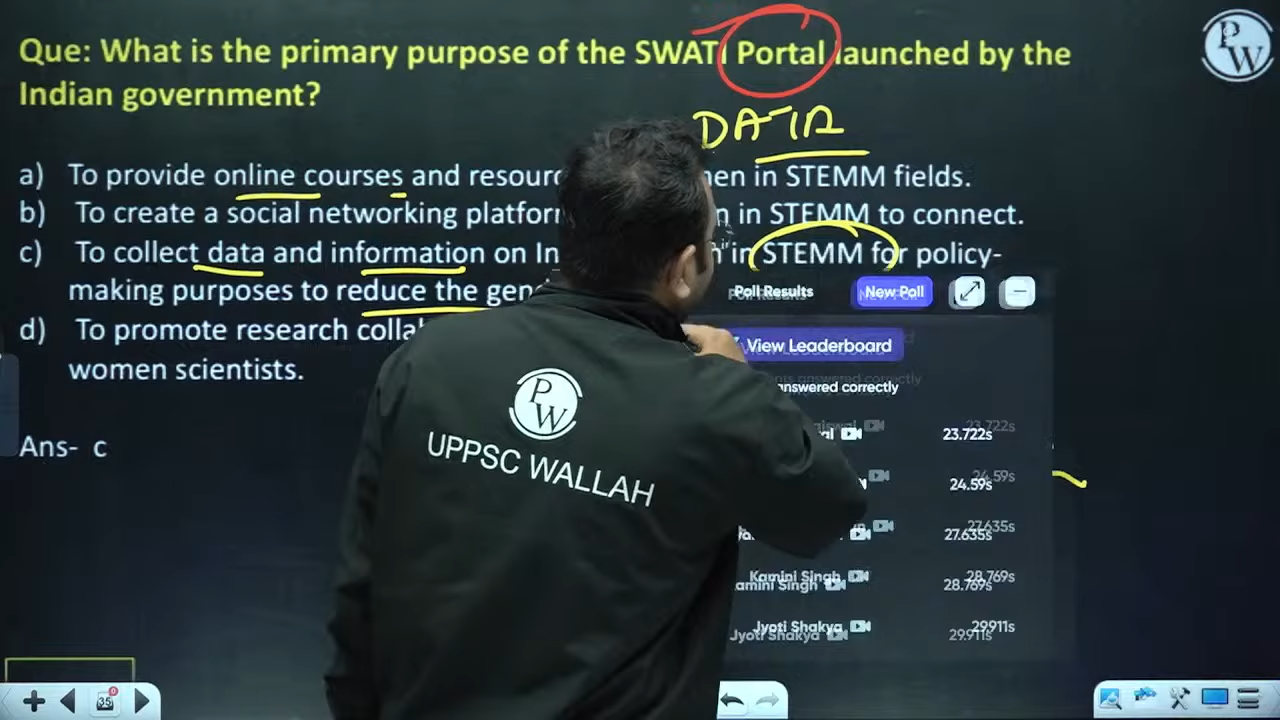 Que: What is the primary purpose of the SWATI Portal launched by the
Indian government?
DATA
a) To provide online courses and resour men in STEMM fields.
b) To create a social networking platfor n in STEMM to connect.
c) To collect data and information on In in STEMM for policy-
making purposes to reduce the gen
d) To promote research colla
women scientists.
Ans- c
Poll Results
New Poll
View Leaderboard
answered correctly
23.722s
24.59s
27.635s
Kamini Singh 28.769s
Jyoti Shakya 29.911s
PW
UPPSC WALLAH
PW
35